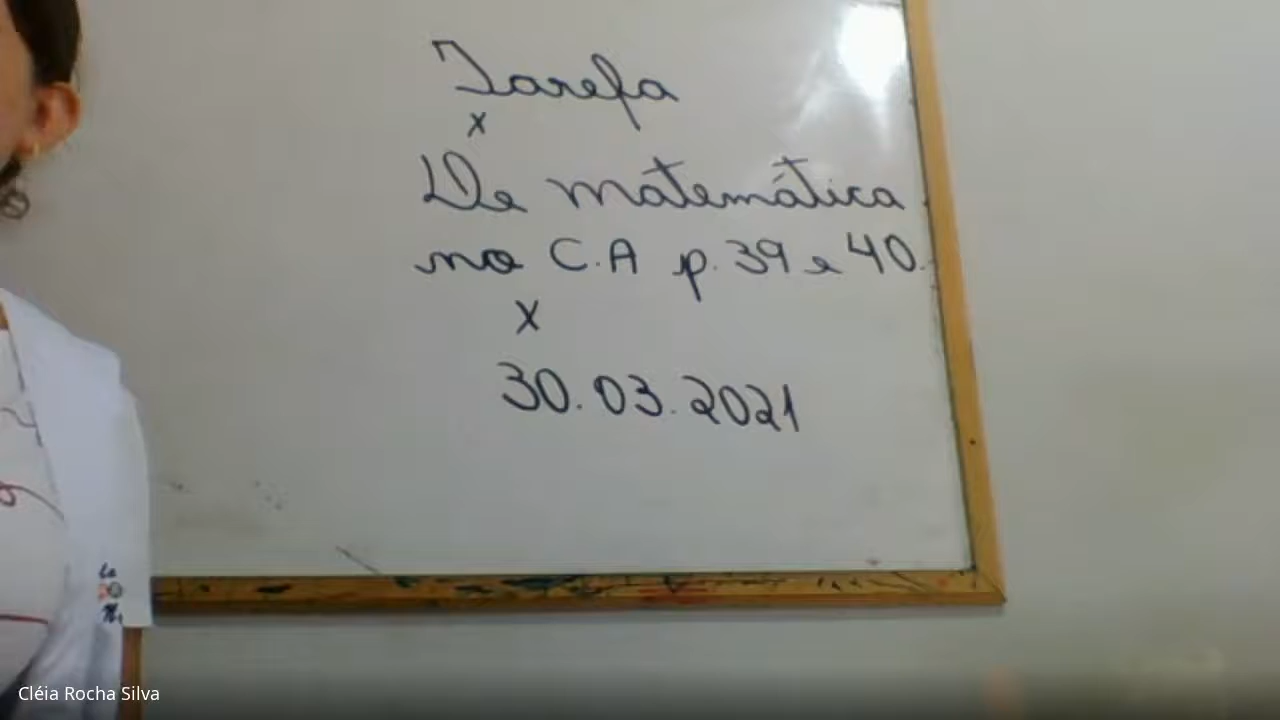 Tarefa
x
De matemática
no C.A p. 39 e 40.
x
30.03.2021
Cléia Rocha Silva